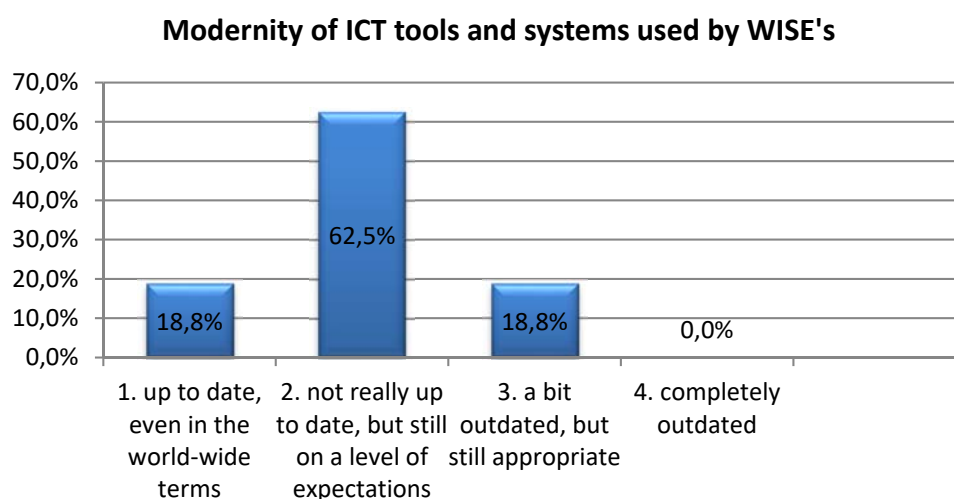 Modernity of ICT tools and systems used by WISE's
70,0%
60,0%
50,0%
40,0%
30,0%
20,0%
10,0%
0,0%
18,8%
62,5%
18,8%
0,0%
1. up to date,
even in the
world-wide
terms
2. not really up
to date, but still
on a level of
expectations
3. a bit
outdated, but
still appropriate
4. completely
outdated